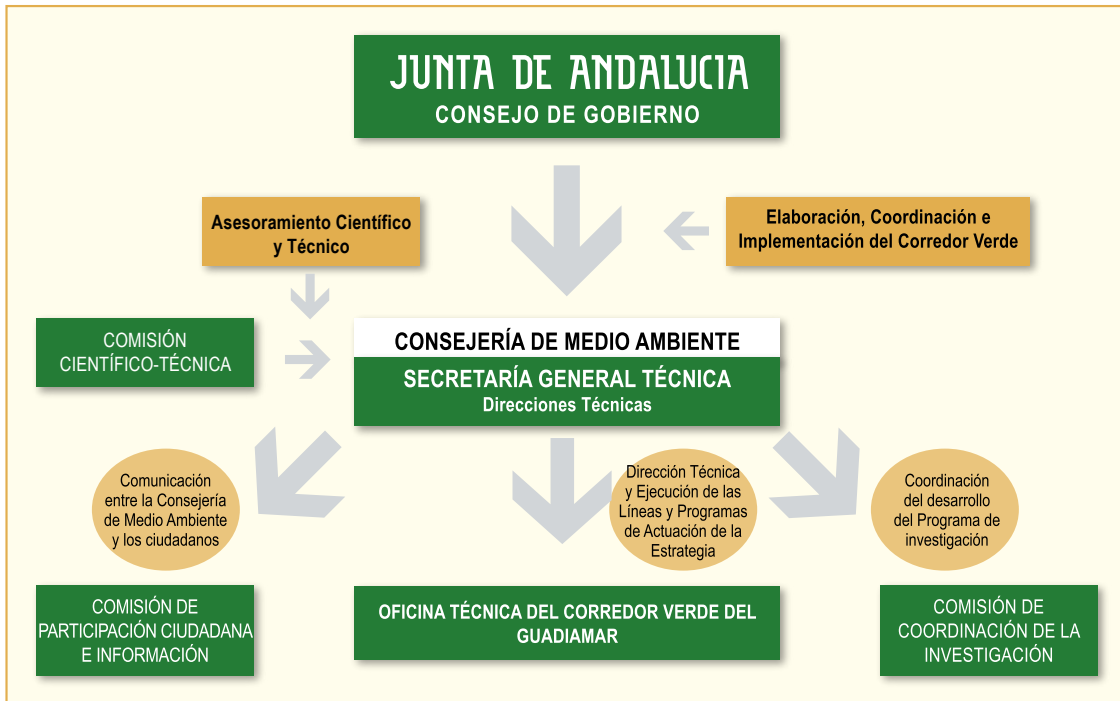 JUNTA DE ANDALUCIA
CONSEJO DE GOBIERNO
Asesoramiento Científico
y Técnico
Elaboración, Coordinación e
Implementación del Corredor Verde
COMISIÓN
CIENTÍFICO-TÉCNICA
CONSEJERÍA DE MEDIO AMBIENTE
SECRETARÍA GENERAL TÉCNICA
Direcciones Técnicas
Comunicación
entre la Consejería
de Medio Ambiente
y los ciudadanos
Dirección Técnica
y Ejecución de las
Líneas y Programas
de Actuación de la
Estrategia
Coordinación
del desarrollo
del Programa de
investigación
COMISIÓN DE
PARTICIPACIÓN CIUDADANA
E INFORMACIÓN
OFICINA TÉCNICA DEL CORREDOR VERDE DEL
GUADIAMAR
COMISIÓN DE
COORDINACIÓN DE LA
INVESTIGACIÓN